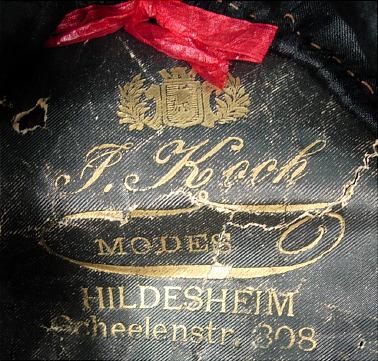 J. Koch
MODES
HILDESHEIM
Scheelenstr. 308